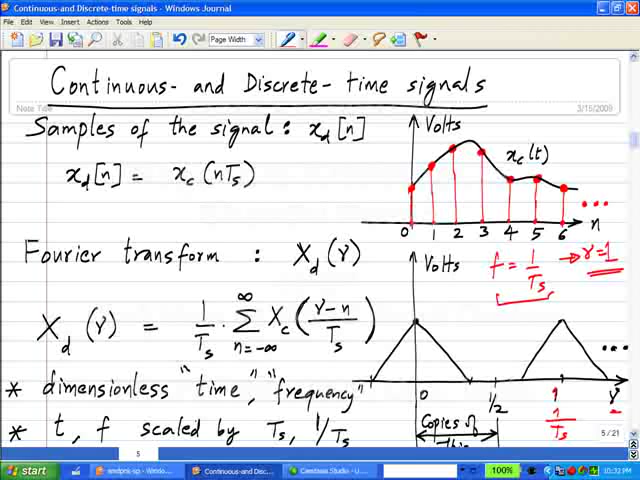 Continuous-and Discrete-time signals - Windows Journal
File Edit View Insert Actions Tools Help
Page Width
Continuous- and Discrete-time signals
Note Title
3/15/2009
Samples of the signal: x_d[n]
x_d[n] = x_c(nT_s)
Volts
x_c(t)
0 1 2 3 4 5 6 n
Fourier transform : X_d(γ)
Volts
f = 1/T_s → γ=1
X_d(γ) = 1/T_s · ∑_{n=-∞}^{∞} X_c((γ-n)/T_s)
0 1/2 1 γ
1/T_s
* dimensionless "time," "frequency"
* t, f scaled by T_s, 1/T_s
Copies of
this
5
5 / 21
start
Continuous-and Disc...
Camtasia Studio - U...
100%
10:32 PM